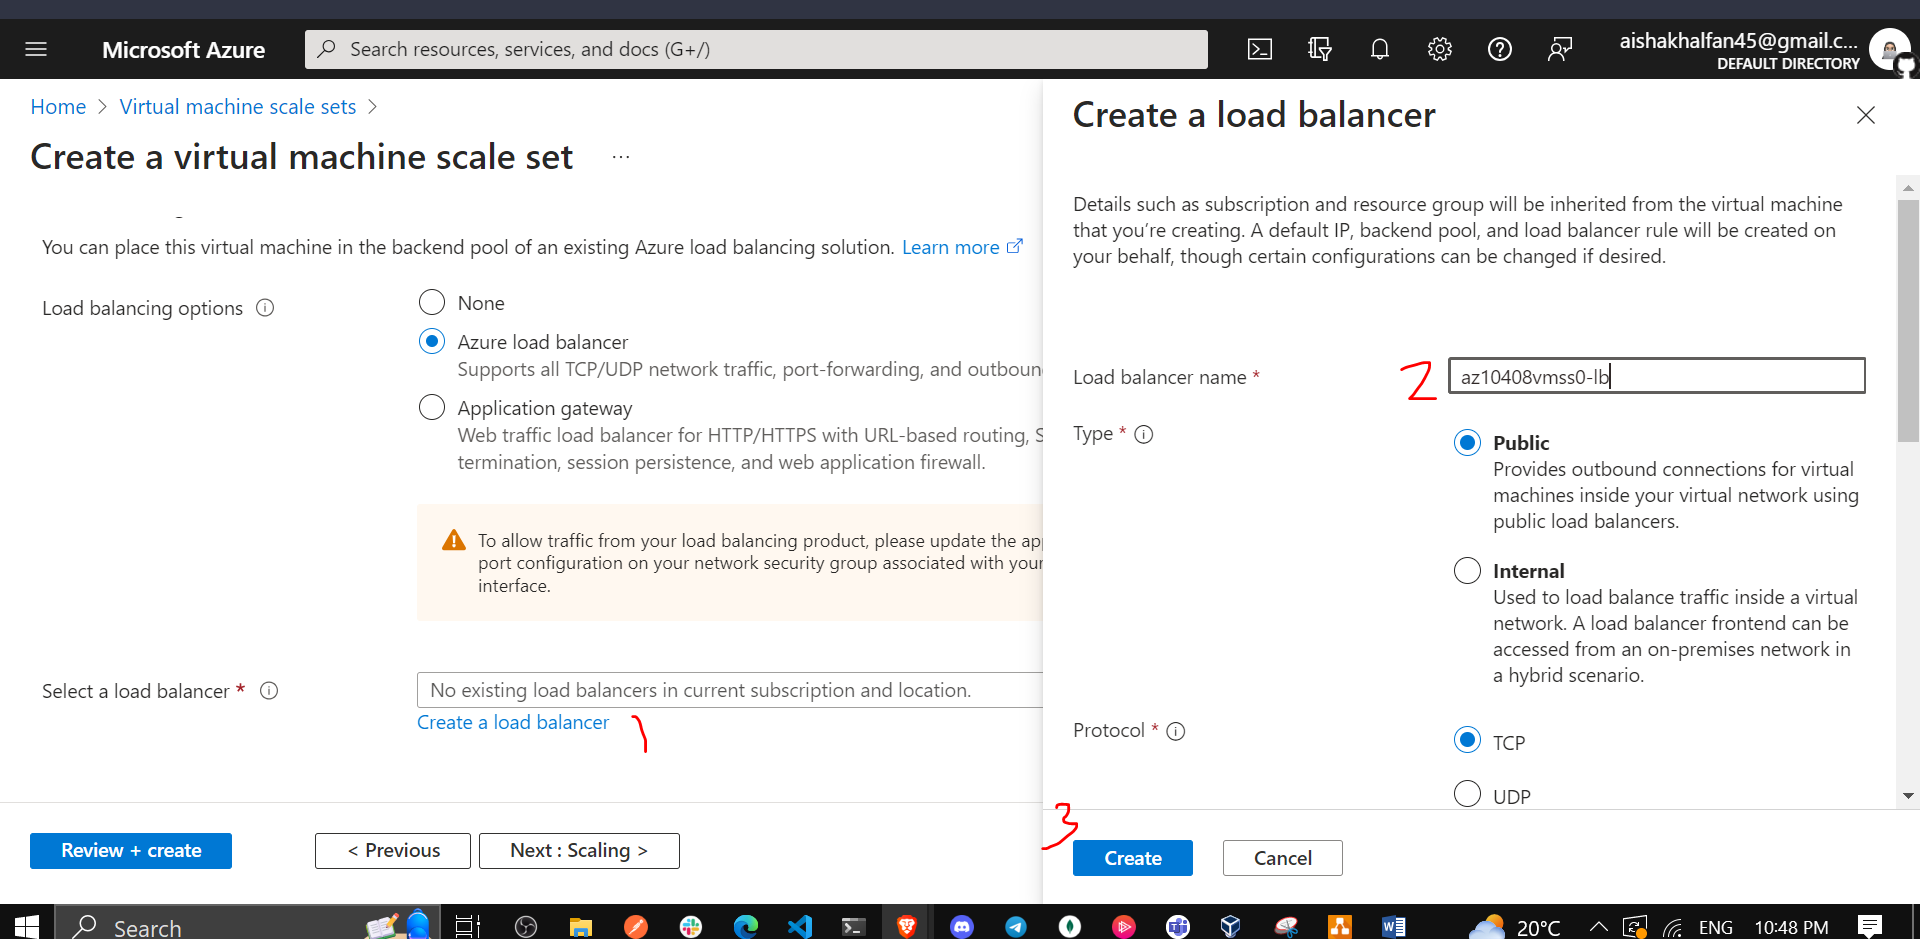 Microsoft Azure
Search resources, services, and docs (G+/)
aishakhalfan45@gmail.c...
DEFAULT DIRECTORY
Home > Virtual machine scale sets >
Create a virtual machine scale set ...
You can place this virtual machine in the backend pool of an existing Azure load balancing solution. Learn more
Load balancing options
None
Azure load balancer
Supports all TCP/UDP network traffic, port-forwarding, and outboun
Application gateway
Web traffic load balancer for HTTP/HTTPS with URL-based routing, S
termination, session persistence, and web application firewall.
To allow traffic from your load balancing product, please update the ap
port configuration on your network security group associated with your
interface.
Select a load balancer *
No existing load balancers in current subscription and location.
Create a load balancer
1
Review + create
< Previous
Next : Scaling >
Create a load balancer
Details such as subscription and resource group will be inherited from the virtual machine
that you're creating. A default IP, backend pool, and load balancer rule will be created on
your behalf, though certain configurations can be changed if desired.
Load balancer name *
2
az10408vmss0-lb
Type *
Public
Provides outbound connections for virtual
machines inside your virtual network using
public load balancers.
Internal
Used to load balance traffic inside a virtual
network. A load balancer frontend can be
accessed from an on-premises network in
a hybrid scenario.
Protocol *
TCP
UDP
3
Create
Cancel
Search
20°C
ENG
10:48 PM